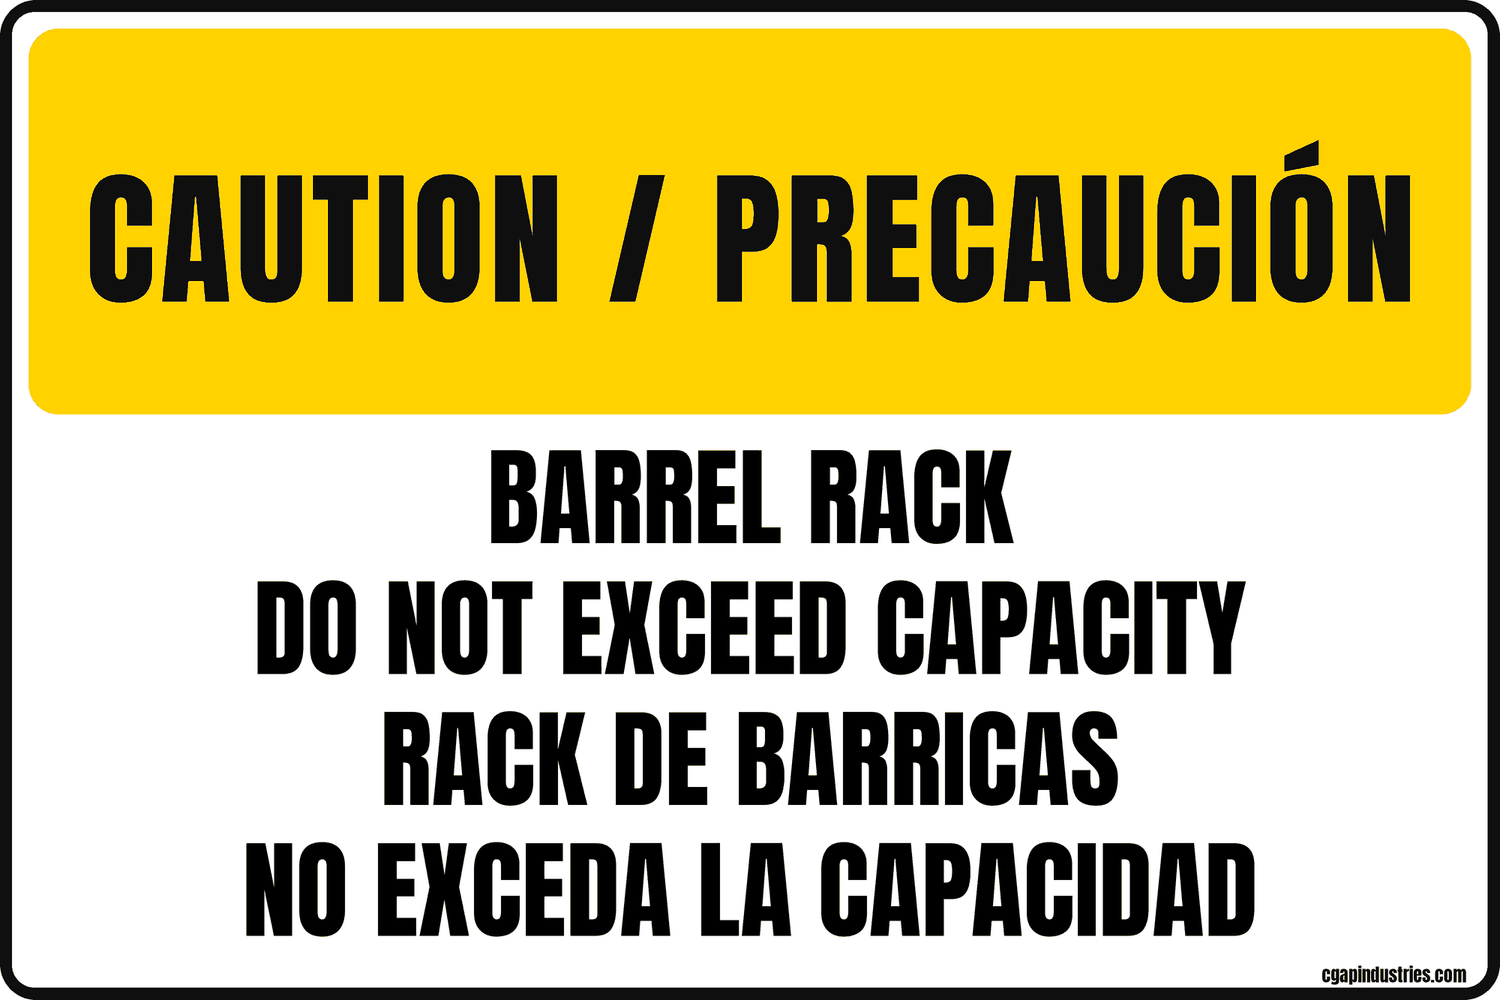 CAUTION / PRECAUCIÓN
BARREL RACK
DO NOT EXCEED CAPACITY
RACK DE BARRICAS
NO EXCEDA LA CAPACIDAD
cgapindustries.com